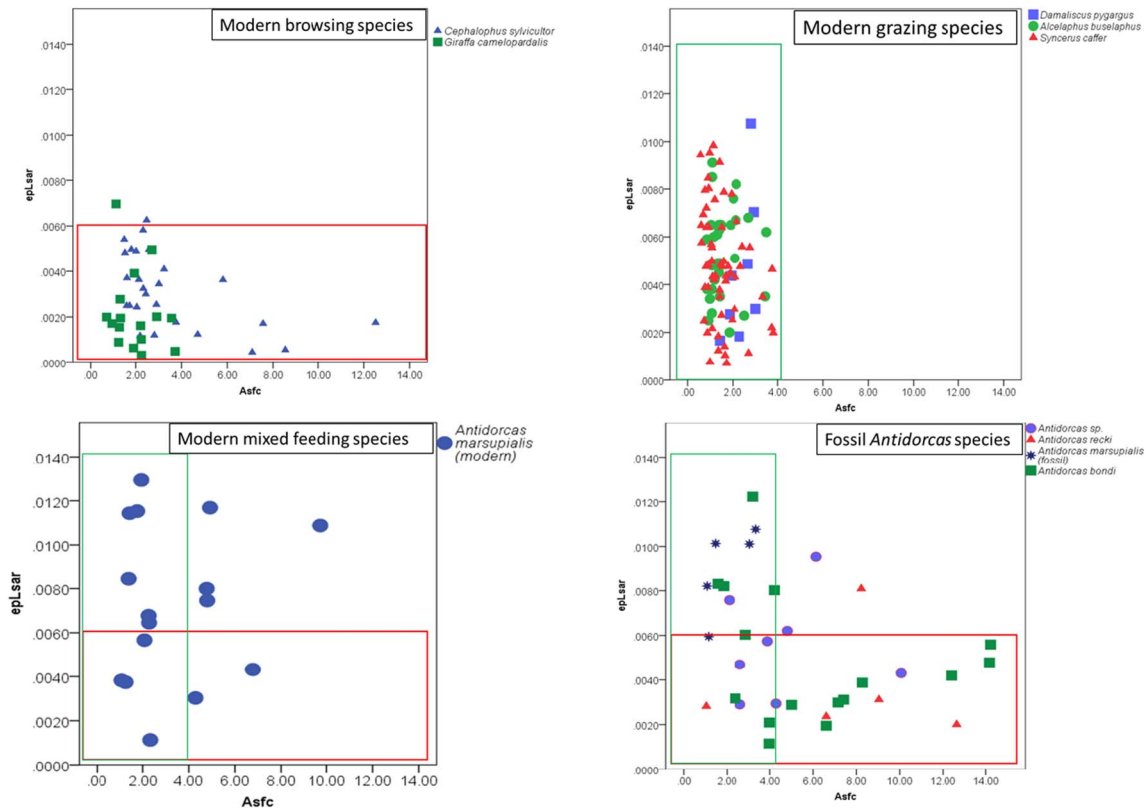 Modern browsing species
Cephalophus sylvicultor
Giraffa camelopardalis
.0140
.0120
.0100
.0080
.0060
.0040
.0020
.0000
epLsar
.00 2.00 4.00 6.00 8.00 10.00 12.00 14.00
Asfc
Modern grazing species
Damaliscus pygargus
Alcelaphus buselaphus
Syncerus caffer
.0140
.0120
.0100
.0080
.0060
.0040
.0020
.0000
epLsar
.00 2.00 4.00 6.00 8.00 10.00 12.00 14.00
Asfc
Modern mixed feeding species
Antidorcas
marsupialis
(modern)
.0140
.0120
.0100
.0080
.0060
.0040
.0020
.0000
epLsar
.00 2.00 4.00 6.00 8.00 10.00 12.00 14.00
Asfc
Fossil Antidorcas species
Antidorcas sp.
Antidorcas recki
Antidorcas marsupialis
(fossil)
Antidorcas bondi
.0140
.0120
.0100
.0080
.0060
.0040
.0020
.0000
epLsar
.00 2.00 4.00 6.00 8.00 10.00 12.00 14.00
Asfc